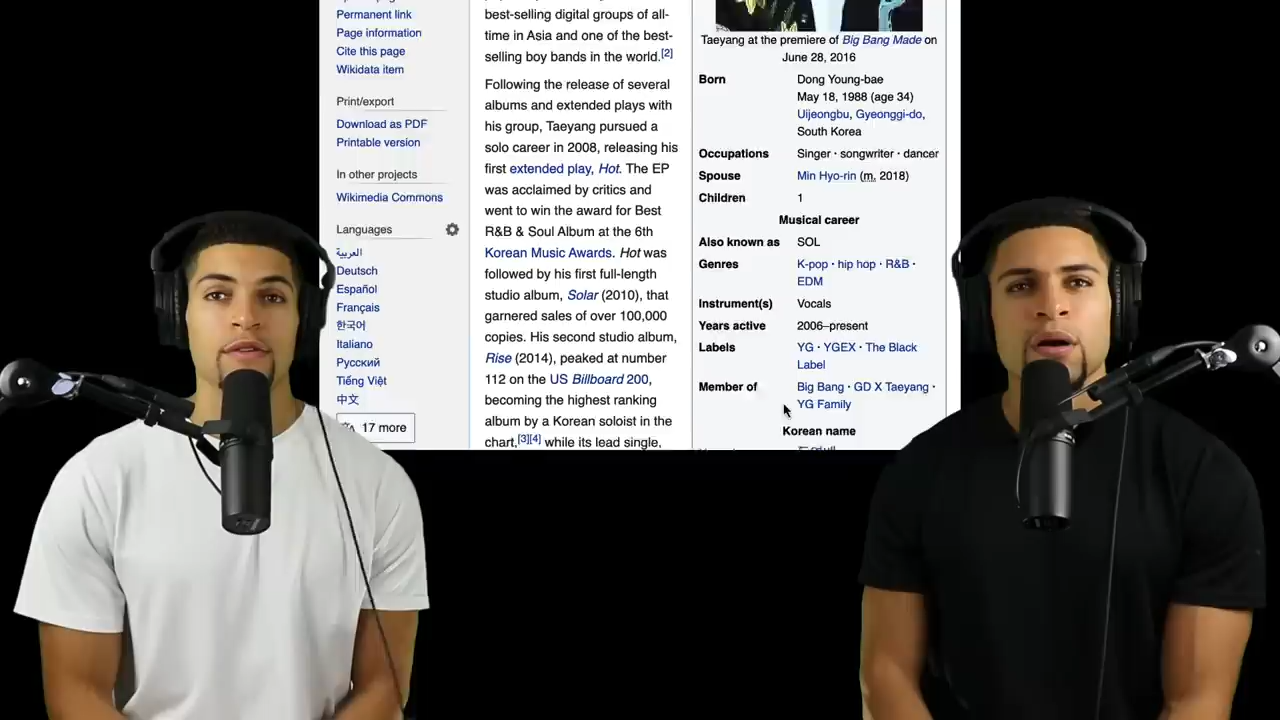 Permanent link
Page information
Cite this page
Wikidata item
Print/export
Download as PDF
Printable version
In other projects
Wikimedia Commons
Languages
العربية
Deutsch
Español
Français
한국어
Italiano
Русский
Tiếng Việt
中文
17 more
best-selling digital groups of all-
time in Asia and one of the best-
selling boy bands in the world.[2]
Following the release of several
albums and extended plays with
his group, Taeyang pursued a
solo career in 2008, releasing his
first extended play, Hot. The EP
was acclaimed by critics and
went to win the award for Best
R&B & Soul Album at the 6th
Korean Music Awards. Hot was
followed by his first full-length
studio album, Solar (2010), that
garnered sales of over 100,000
copies. His second studio album,
Rise (2014), peaked at number
112 on the US Billboard 200,
becoming the highest ranking
album by a Korean soloist in the
chart,[3][4] while its lead single,
Taeyang at the premiere of Big Bang Made on
June 28, 2016
Born Dong Young-bae
May 18, 1988 (age 34)
Uijeongbu, Gyeonggi-do,
South Korea
Occupations Singer · songwriter · dancer
Spouse Min Hyo-rin (m. 2018)
Children 1
Musical career
Also known as SOL
Genres K-pop · hip hop · R&B ·
EDM
Instrument(s) Vocals
Years active 2006–present
Labels YG · YGEX · The Black
Label
Member of Big Bang · GD X Taeyang ·
YG Family
Korean name